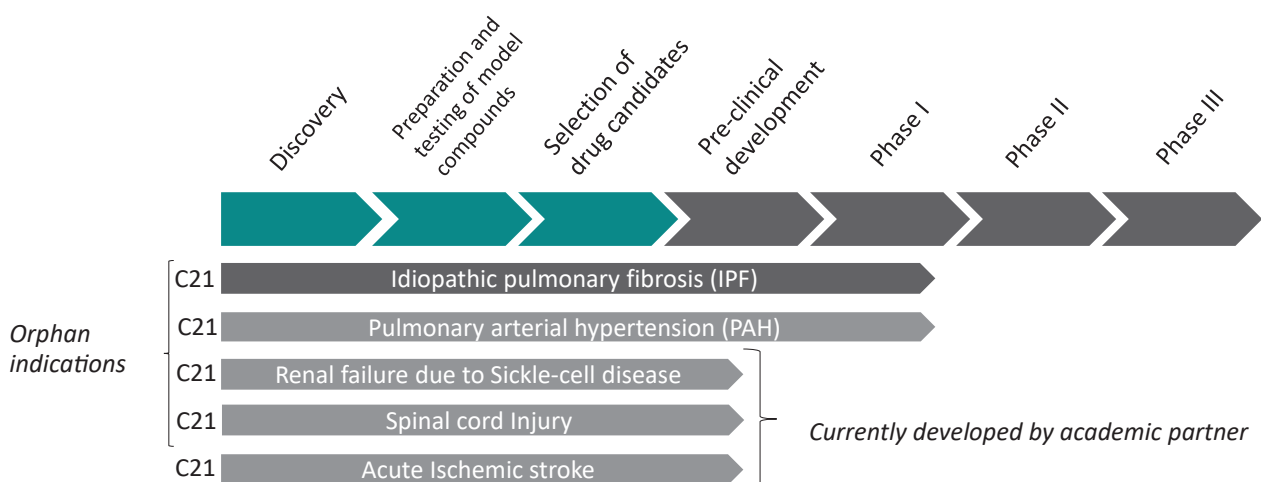 Discovery
Preparation and
testing of model
compounds
Selection of
drug candidates
Pre-clinical
development
Phase I
Phase II
Phase III
Orphan
indications
C21
Idiopathic pulmonary fibrosis (IPF)
C21
Pulmonary arterial hypertension (PAH)
C21
Renal failure due to Sickle-cell disease
C21
Spinal cord Injury
C21
Acute Ischemic stroke
Currently developed by academic partner